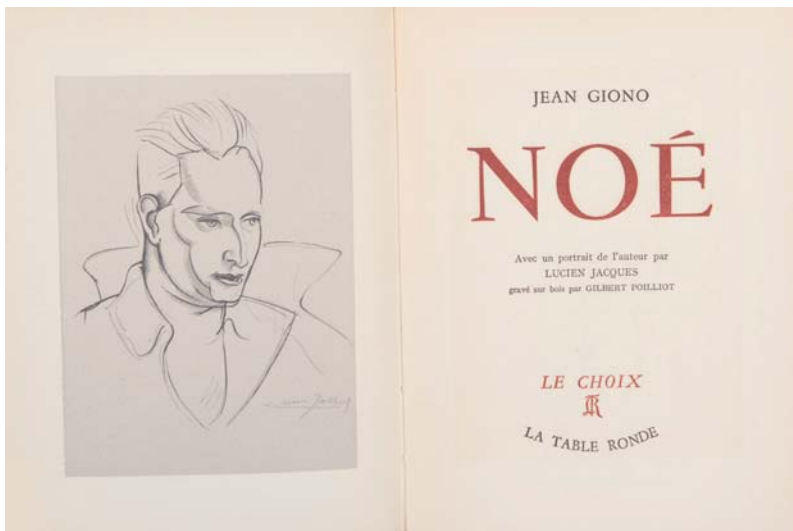 JEAN GIONO
NOÉ
Avec un portrait de l'auteur par
LUCIEN JACQUES
gravé sur bois par GILBERT POILLIOT
LE CHOIX
LA TABLE RONDE